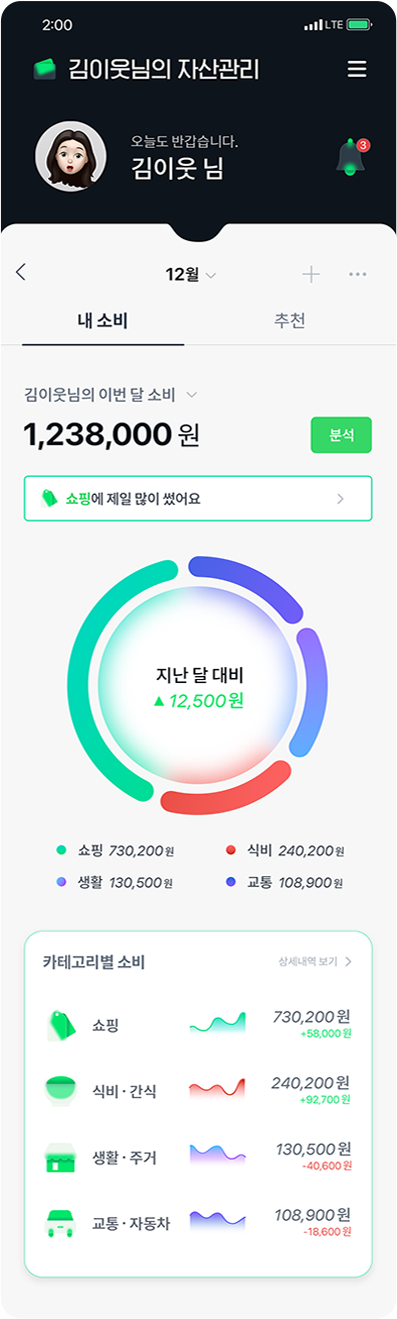 2:00 LTE
김이웃님의 자산관리
오늘도 반갑습니다.
김이웃 님
3
12월
내 소비 추천
김이웃님의 이번 달 소비
1,238,000 원
분석
쇼핑에 제일 많이 썼어요
지난 달 대비
▲ 12,500원
쇼핑 730,200원 식비 240,200원
생활 130,500원 교통 108,900원
카테고리별 소비 상세내역 보기
쇼핑 730,200원
+58,000원
식비·간식 240,200원
+92,700원
생활·주거 130,500원
-40,600원
교통·자동차 108,900원
-18,600원